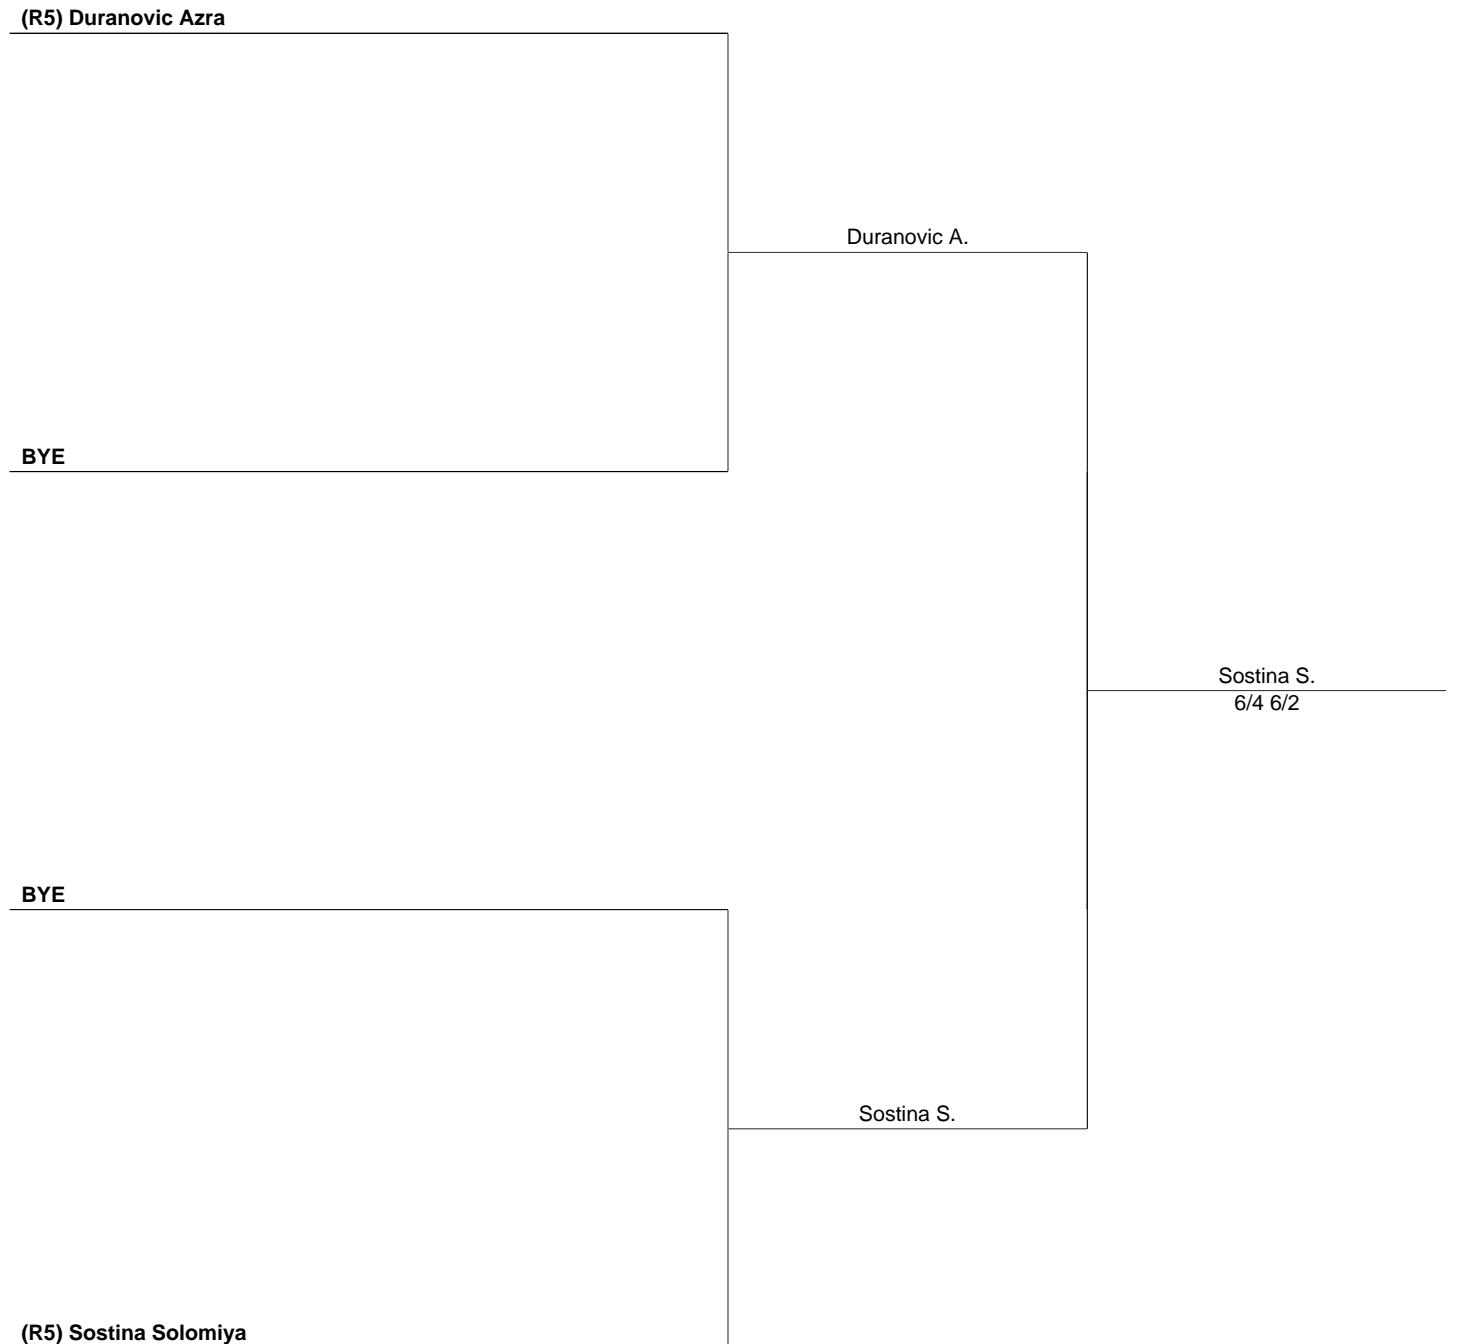 (R5) Duranovic Azra
Duranovic A.
BYE
Sostina S.
6/4 6/2
BYE
Sostina S.
(R5) Sostina Solomiya